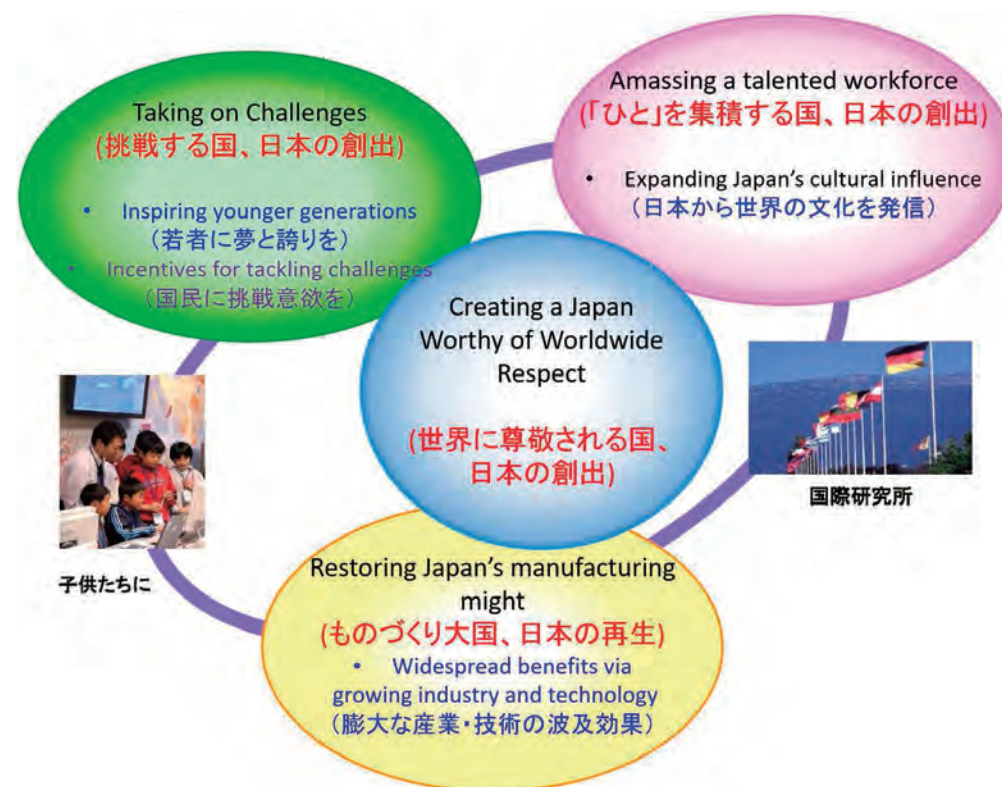 Taking on Challenges
(挑戦する国、日本の創出)
• Inspiring younger generations
(若者に夢と誇りを)
• Incentives for tackling challenges
(国民に挑戦意欲を)
Amassing a talented workforce
(「ひと」を集積する国、日本の創出)
• Expanding Japan's cultural influence
(日本から世界の文化を発信)
Creating a Japan
Worthy of Worldwide
Respect
(世界に尊敬される国、
日本の創出)
子供たちに
国際研究所
Restoring Japan's manufacturing
might
(ものづくり大国、日本の再生)
• Widespread benefits via
growing industry and technology
(膨大な産業・技術の波及効果)